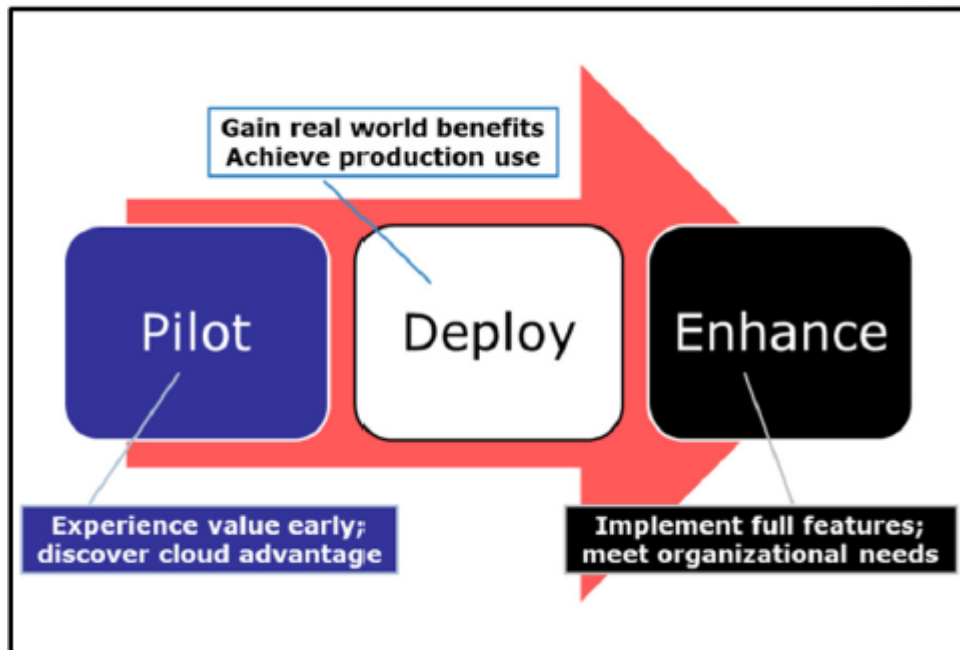 Gain real world benefits
Achieve production use
Pilot
Deploy
Enhance
Experience value early;
discover cloud advantage
Implement full features;
meet organizational needs